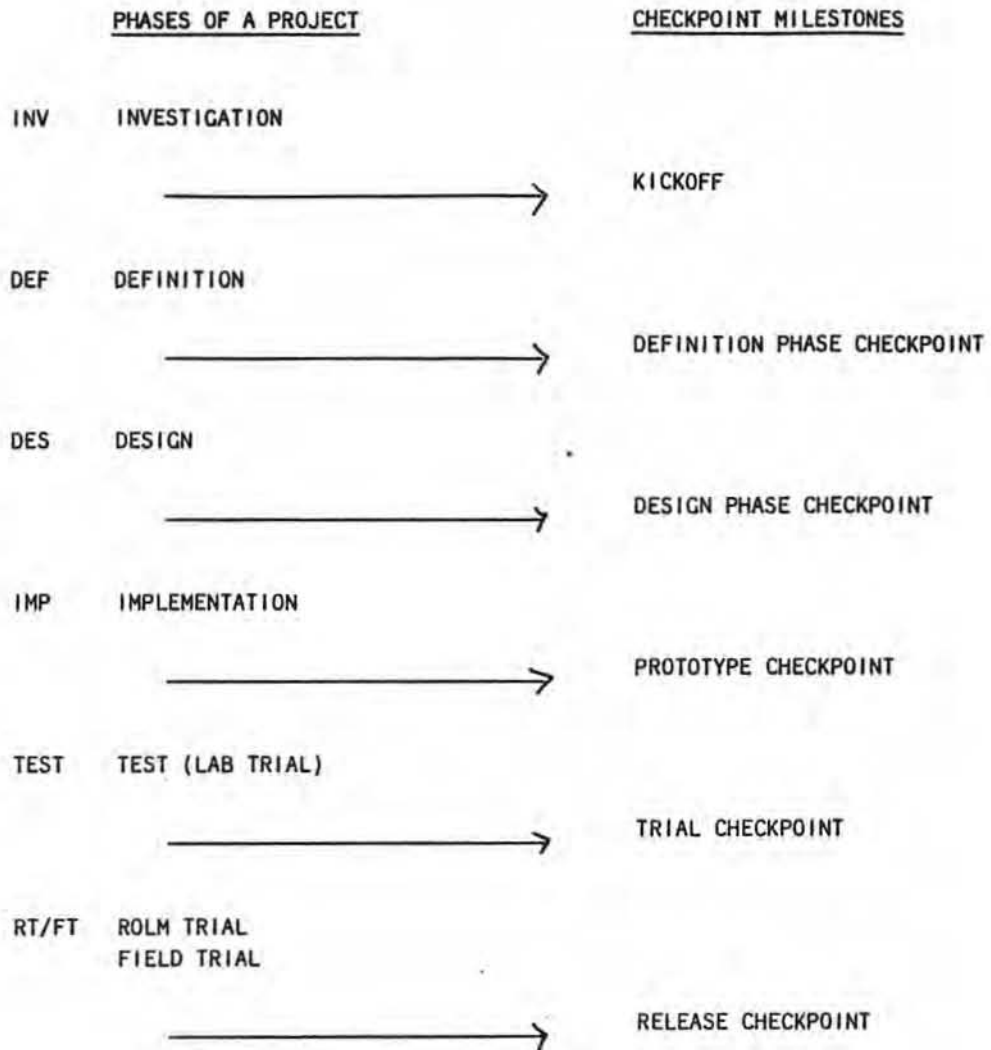 PHASES OF A PROJECT    CHECKPOINT MILESTONES
INV    INVESTIGATION
KICKOFF
DEF    DEFINITION
DEFINITION PHASE CHECKPOINT
DES    DESIGN
DESIGN PHASE CHECKPOINT
IMP    IMPLEMENTATION
PROTOTYPE CHECKPOINT
TEST    TEST (LAB TRIAL)
TRIAL CHECKPOINT
RT/FT    ROLM TRIAL
FIELD TRIAL
RELEASE CHECKPOINT